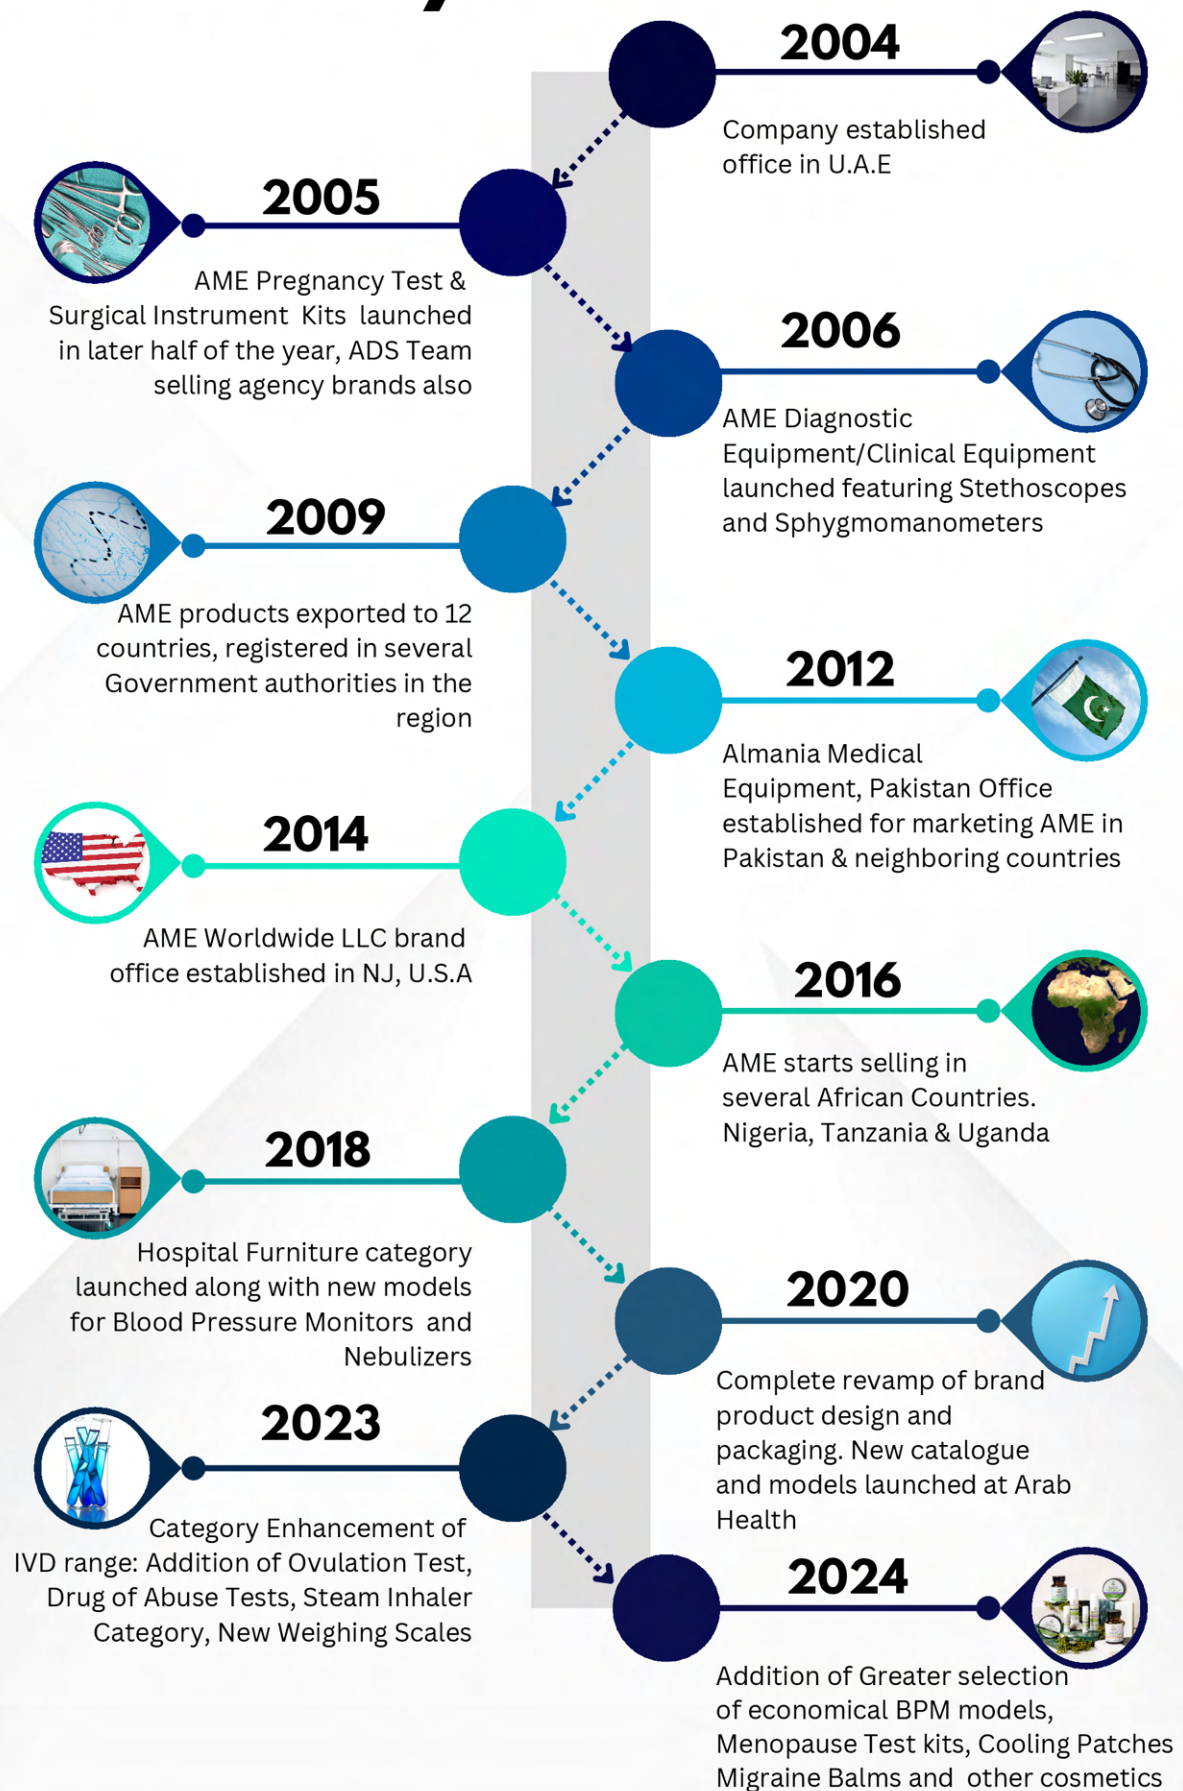 2004
Company established
office in U.A.E
2005
AME Pregnancy Test &
Surgical Instrument Kits launched
in later half of the year, ADS Team
selling agency brands also
2006
AME Diagnostic
Equipment/Clinical Equipment
launched featuring Stethoscopes
and Sphygmomanometers
2009
AME products exported to 12
countries, registered in several
Government authorities in the
region
2012
Almania Medical
Equipment, Pakistan Office
established for marketing AME in
Pakistan & neighboring countries
2014
AME Worldwide LLC brand
office established in NJ, U.S.A
2016
AME starts selling in
several African Countries.
Nigeria, Tanzania & Uganda
2018
Hospital Furniture category
launched along with new models
for Blood Pressure Monitors and
Nebulizers
2020
Complete revamp of brand
product design and
packaging. New catalogue
and models launched at Arab
Health
2023
Category Enhancement of
IVD range: Addition of Ovulation Test,
Drug of Abuse Tests, Steam Inhaler
Category, New Weighing Scales
2024
Addition of Greater selection
of economical BPM models,
Menopause Test kits, Cooling Patches
Migraine Balms and other cosmetics